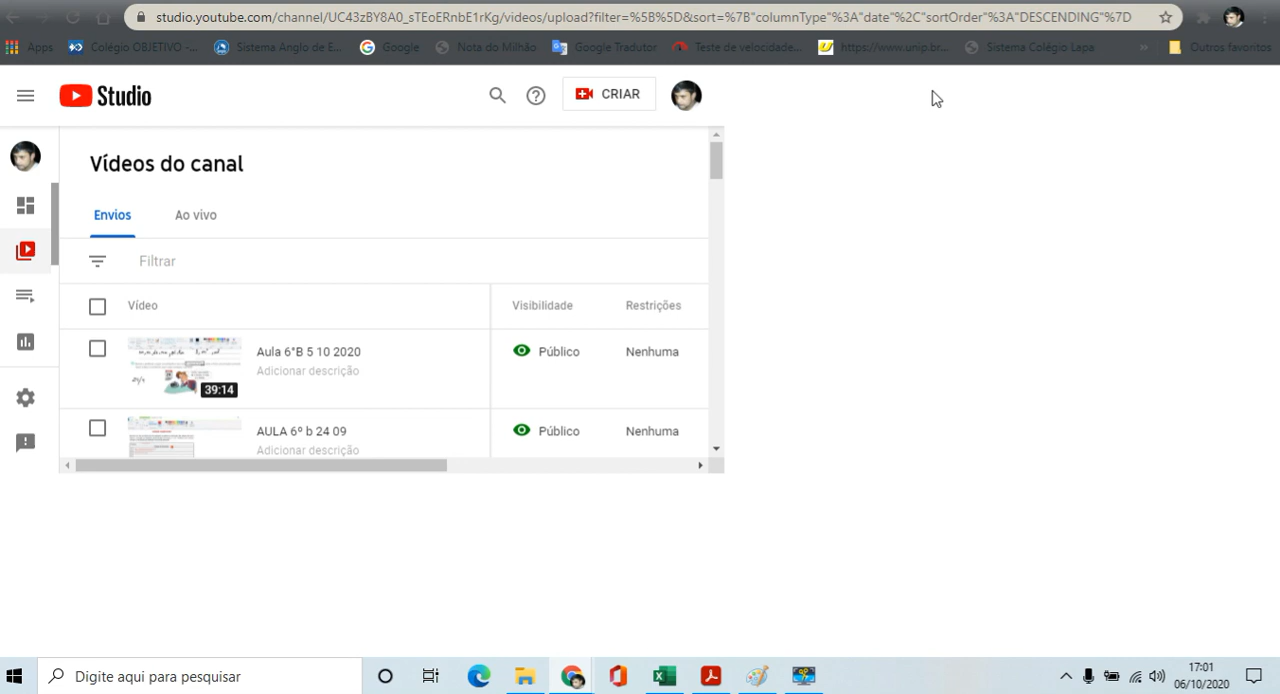 studio.youtube.com/channel/UC43zBY8A0_sTEoERnbE1rKg/videos/upload?filter=%5B%5D&sort=%7B"columnType"%3A"date"%2C"sortOrder"%3A"DESCENDING"%7D
Apps Colégio OBJETIVO -... Sistema Anglo de E... Google Nota do Milhão Google Tradutor Teste de velocidade... https://www.unip.br... Sistema Colégio Lapa » Outros favoritos
Studio CRIAR
Vídeos do canal
Envios Ao vivo
Filtrar
Vídeo Visibilidade Restrições
Aula 6°B 5 10 2020 Público Nenhuma
Adicionar descrição
39:14
AULA 6º b 24 09 Público Nenhuma
Adicionar descrição
Digite aqui para pesquisar
17:01
06/10/2020